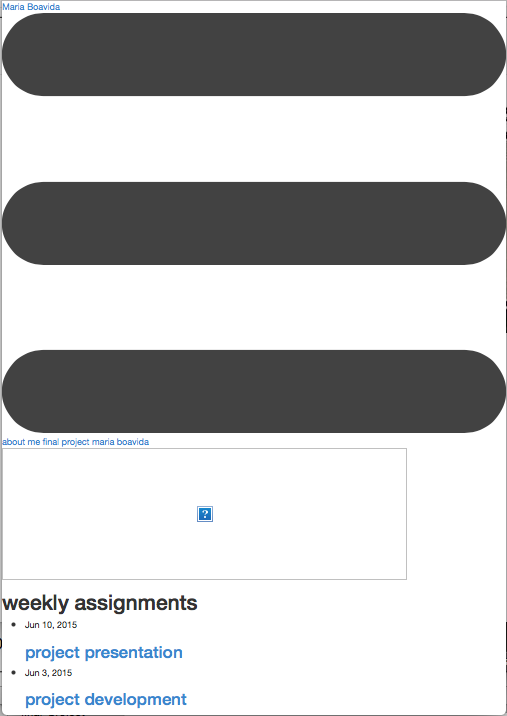 Maria Boavida
about me final project maria boavida
?
weekly assignments
Jun 10, 2015
project presentation
Jun 3, 2015
project development